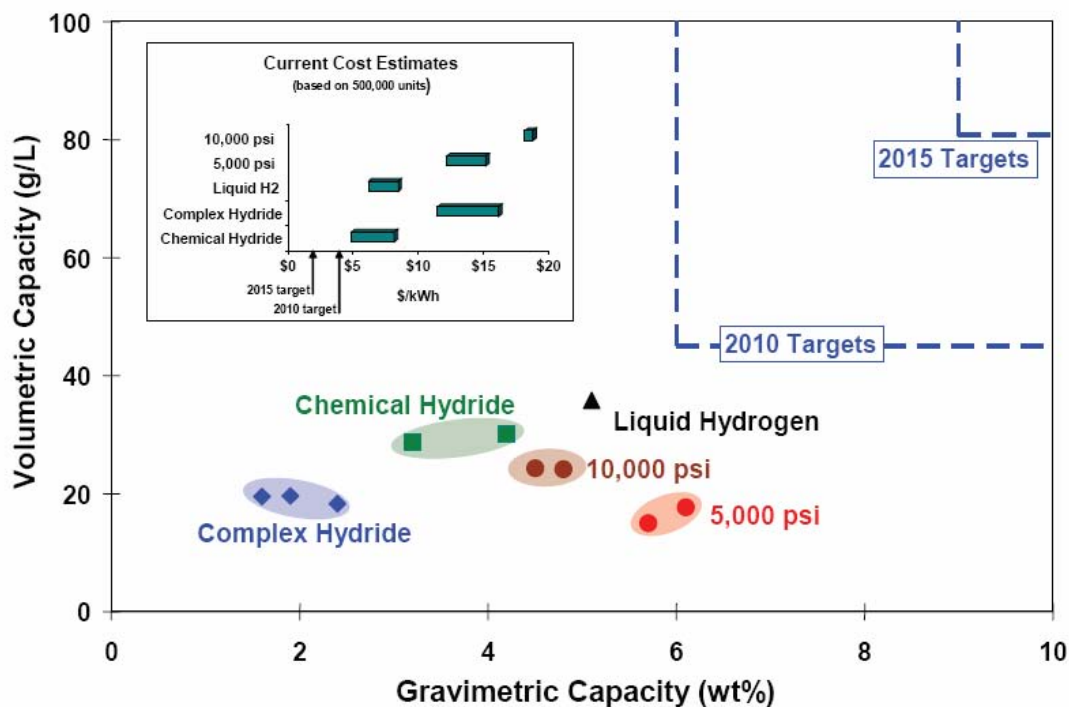 100
80
60
40
20
0
Volumetric Capacity (g/L)
Current Cost Estimates
(based on 500,000 units)
10,000 psi
5,000 psi
Liquid H2
Complex Hydride
Chemical Hydride
$0 $5 $10 $15 $20
2015 target
$/kWh
2010 target
2015 Targets
2010 Targets
Chemical Hydride
Liquid Hydrogen
10,000 psi
5,000 psi
Complex Hydride
0 2 4 6 8 10
Gravimetric Capacity (wt%)